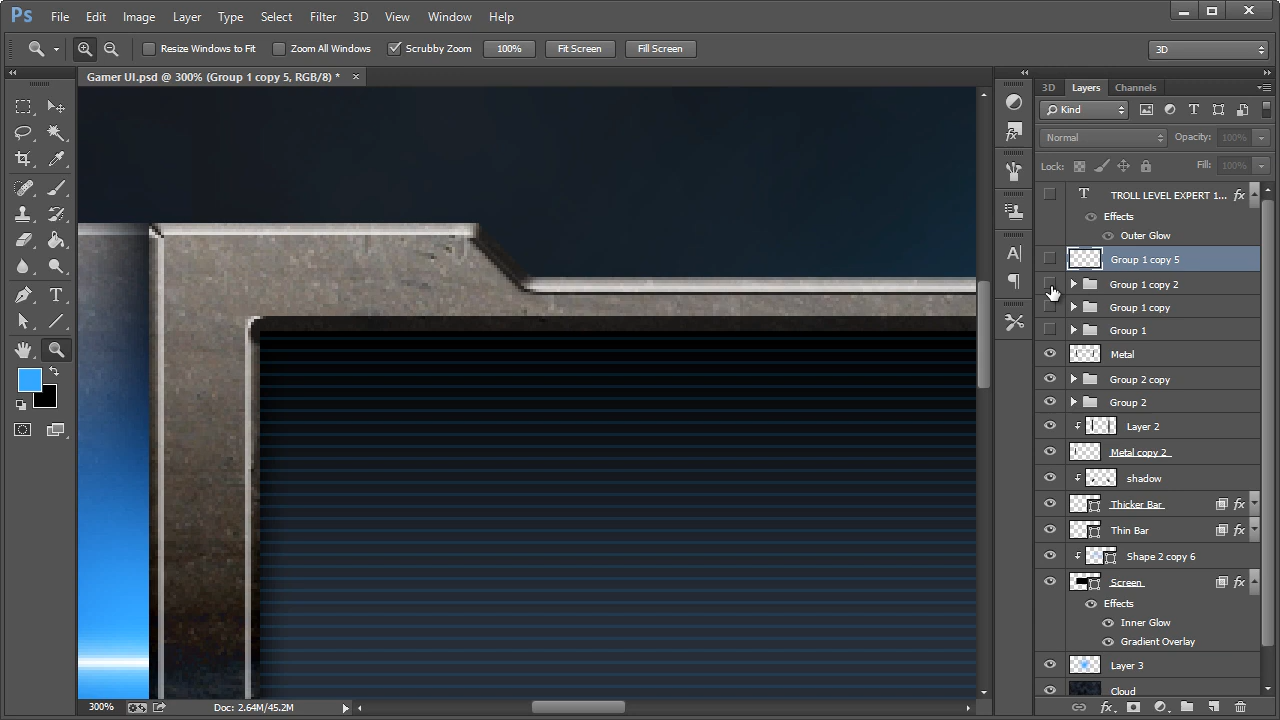 Ps File Edit Image Layer Type Select Filter 3D View Window Help
Resize Windows to Fit Zoom All Windows Scrubby Zoom 100% Fit Screen Fill Screen 3D
Gamer UI.psd @ 300% (Group 1 copy 5, RGB/8) * ×
3D Layers Channels
Kind
Normal Opacity: 100%
Lock: Fill: 100%
T TROLL LEVEL EXPERT 1... fx
Effects
Outer Glow
Group 1 copy 5
Group 1 copy 2
Group 1 copy
Group 1
Metal
Group 2 copy
Group 2
Layer 2
Metal copy 2
shadow
Thicker Bar fx
Thin Bar fx
Shape 2 copy 6
Screen fx
Effects
Inner Glow
Gradient Overlay
Layer 3
Cloud
300% Doc: 2.64M/45.2M